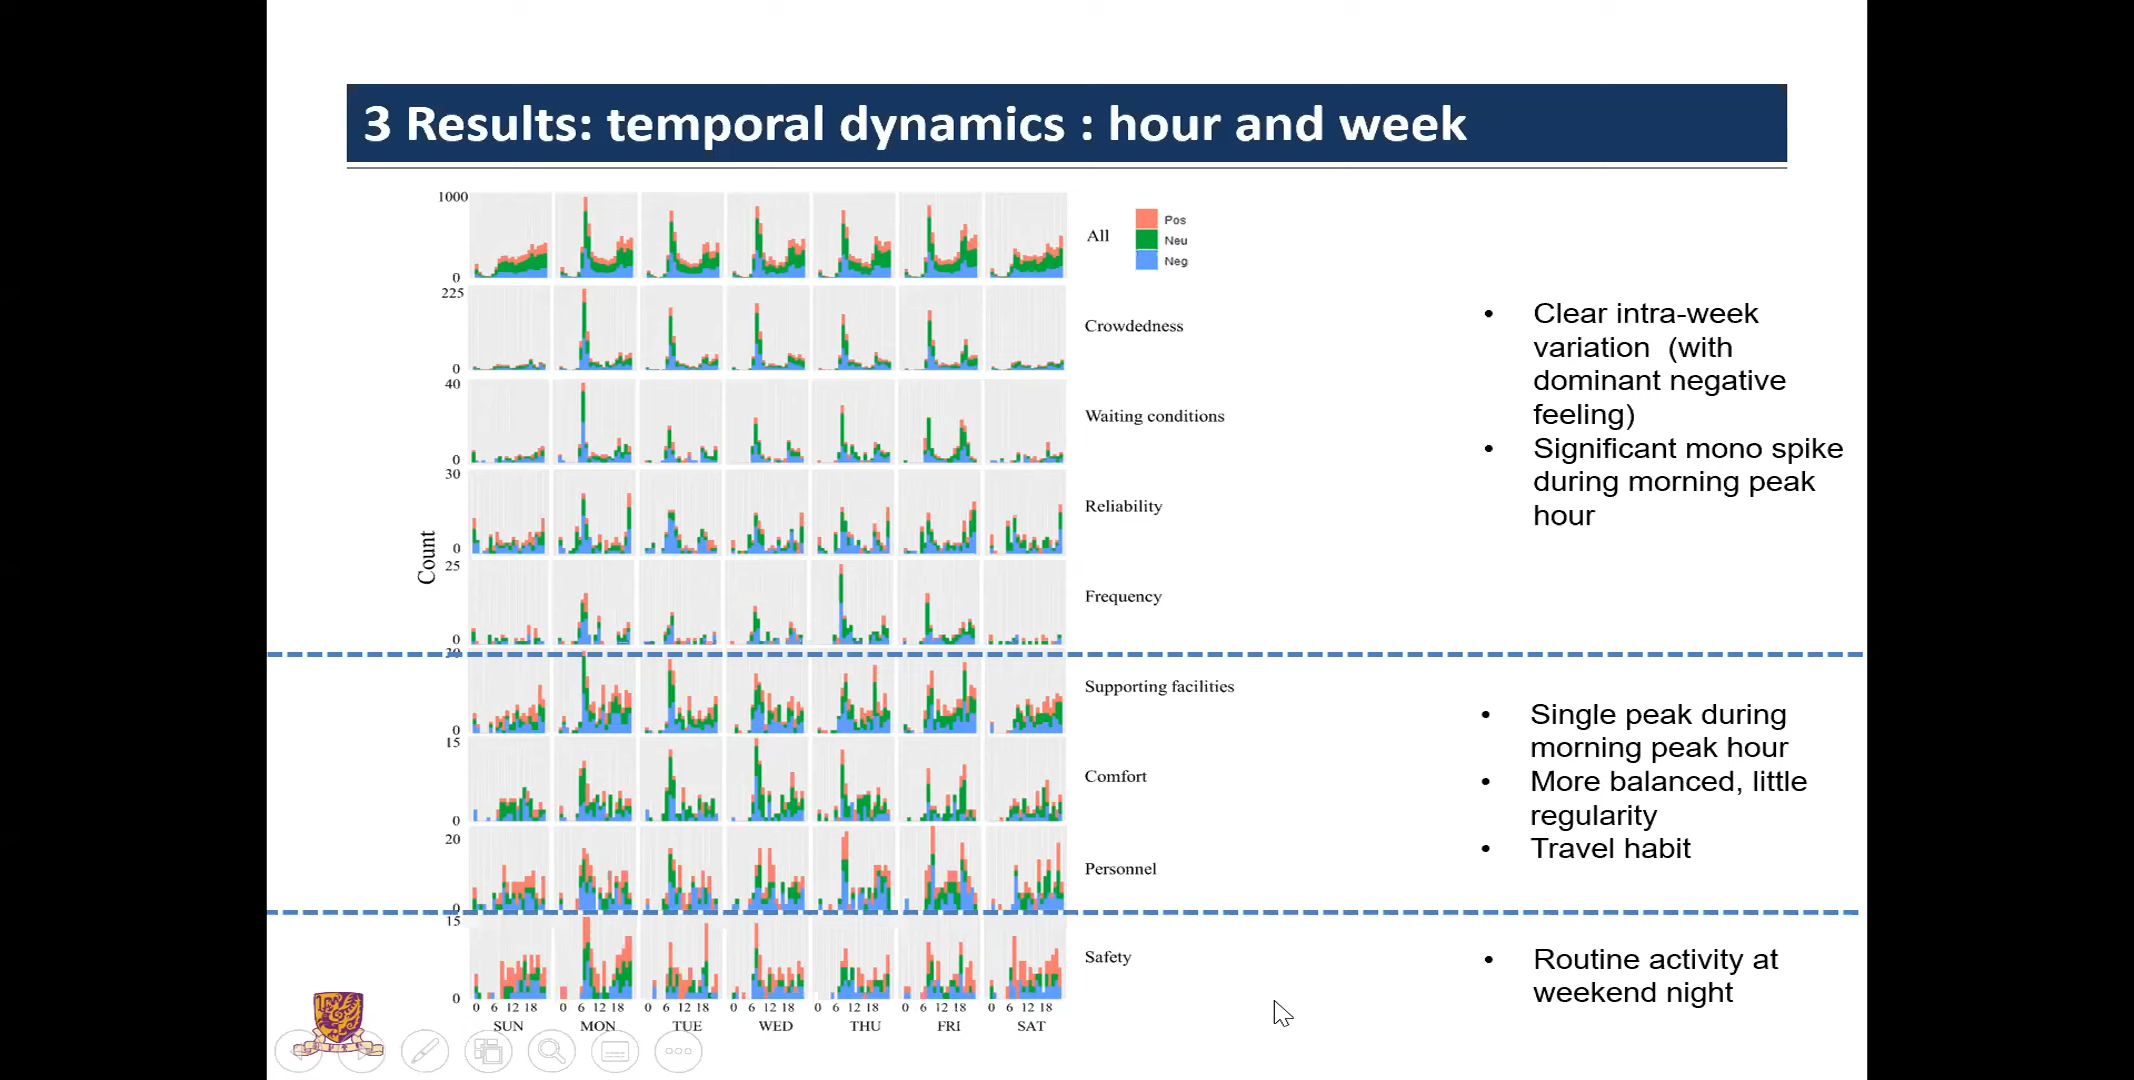 3 Results: temporal dynamics : hour and week
1000
0
All
Pos
Neu
Neg
225
0
Crowdedness
40
0
Waiting conditions
30
0
Reliability
Count
25
0
Frequency
20
0
Supporting facilities
15
0
Comfort
20
0
Personnel
15
0
Safety
0 6 12 18 0 6 12 18 0 6 12 18 0 6 12 18 0 6 12 18 0 6 12 18 0 6 12 18
SUN MON TUE WED THU FRI SAT
• Clear intra-week
variation (with
dominant negative
feeling)
• Significant mono spike
during morning peak
hour
• Single peak during
morning peak hour
• More balanced, little
regularity
• Travel habit
• Routine activity at
weekend night